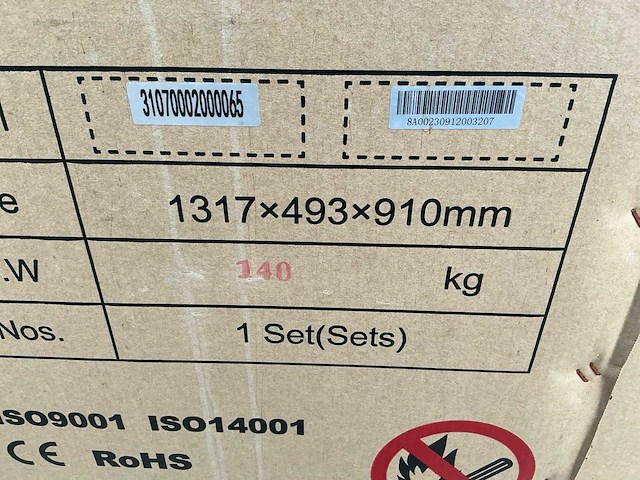 31070002000065
8A00230912003207
e 1317×493×910mm
.W 140 kg
Nos. 1 Set(Sets)
ISO9001 ISO14001
CE RoHS